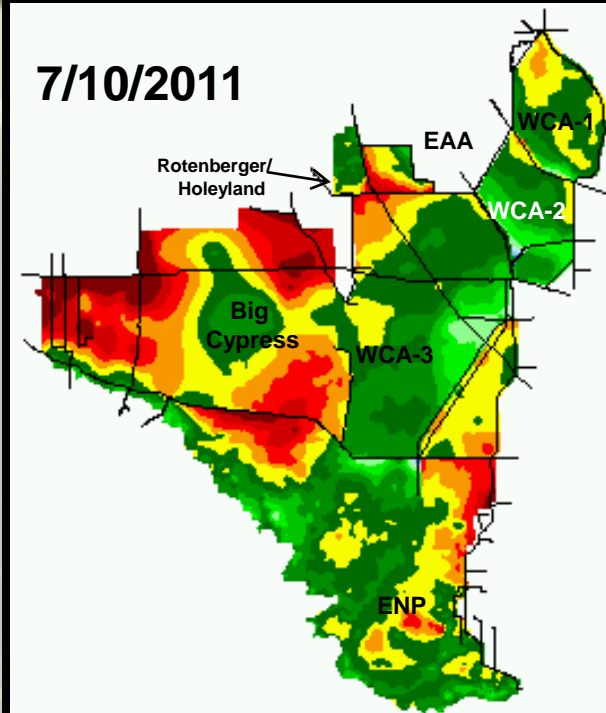 7/10/2011
WCA-1
EAA
Rotenberger/
Holeyland
WCA-2
Big
Cypress
WCA-3
ENP